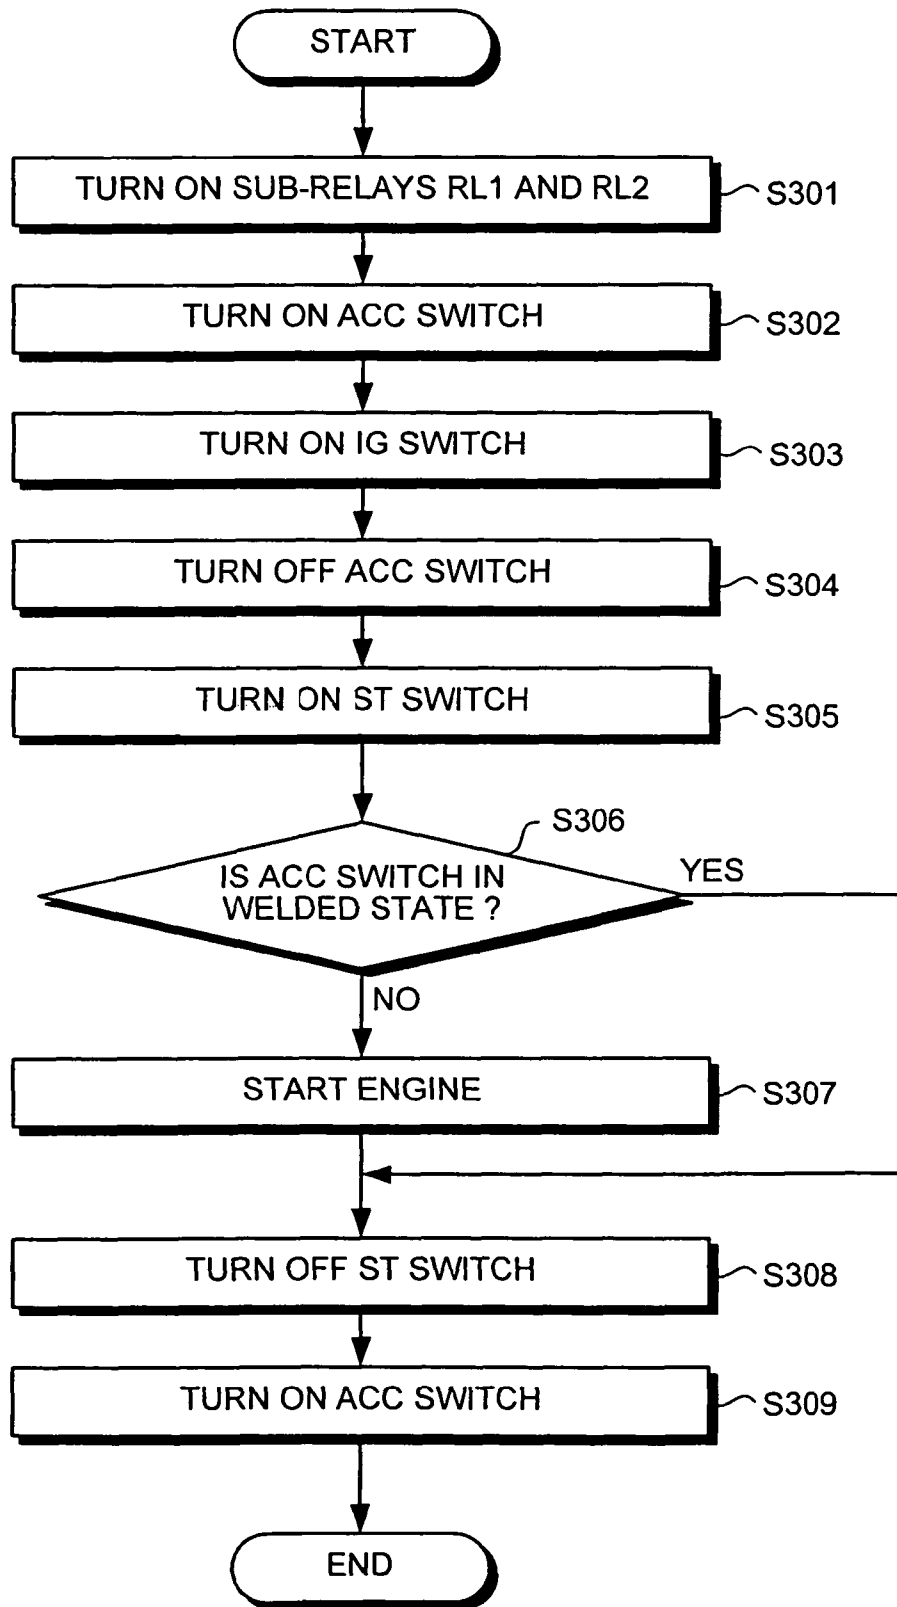 START
TURN ON SUB-RELAYS RL1 AND RL2
S301
TURN ON ACC SWITCH
S302
TURN ON IG SWITCH
S303
TURN OFF ACC SWITCH
S304
TURN ON ST SWITCH
S305
S306
IS ACC SWITCH IN
WELDED STATE ?
YES
NO
START ENGINE
S307
TURN OFF ST SWITCH
S308
TURN ON ACC SWITCH
S309
END